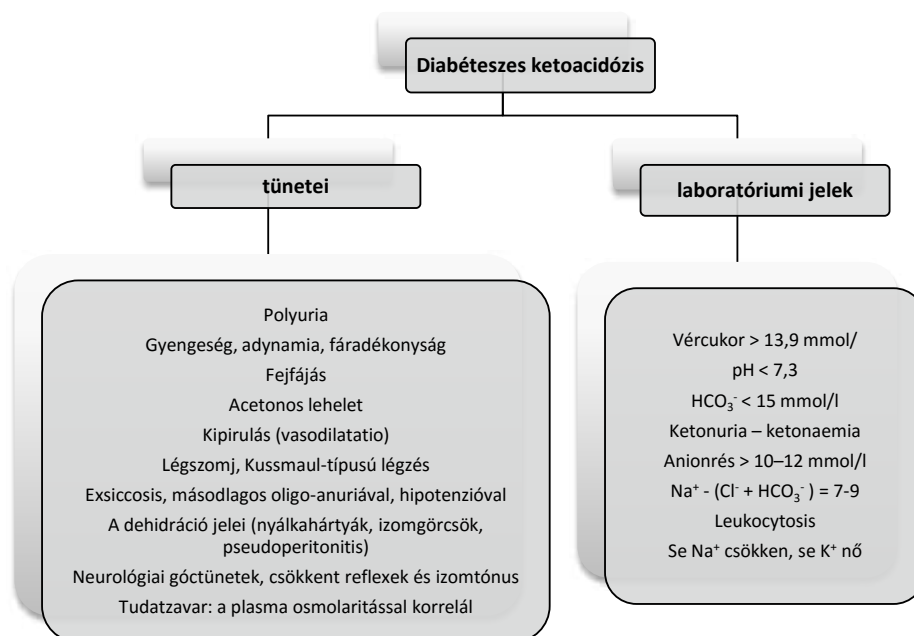 Diabéteszes ketoacidózis
tünetei
Polyuria
Gyengeség, adynamia, fáradékonyság
Fejfájás
Acetonos lehelet
Kipirulás (vasodilatatio)
Légszomj, Kussmaul-típusú légzés
Exsiccosis, másodlagos oligo-anuriával, hipotenzióval
A dehidráció jelei (nyálkahártyák, izomgörcsök,
pseudoperitonitis)
Neurológiai góctünetek, csökkent reflexek és izomtónus
Tudatzavar: a plasma osmolaritással korrelál
laboratóriumi jelek
Vércukor > 13,9 mmol/
pH < 7,3
HCO₃⁻ < 15 mmol/l
Ketonuria – ketonaemia
Anionrés > 10–12 mmol/l
Na⁺ - (Cl⁻ + HCO₃⁻ ) = 7-9
Leukocytosis
Se Na⁺ csökken, se K⁺ nő